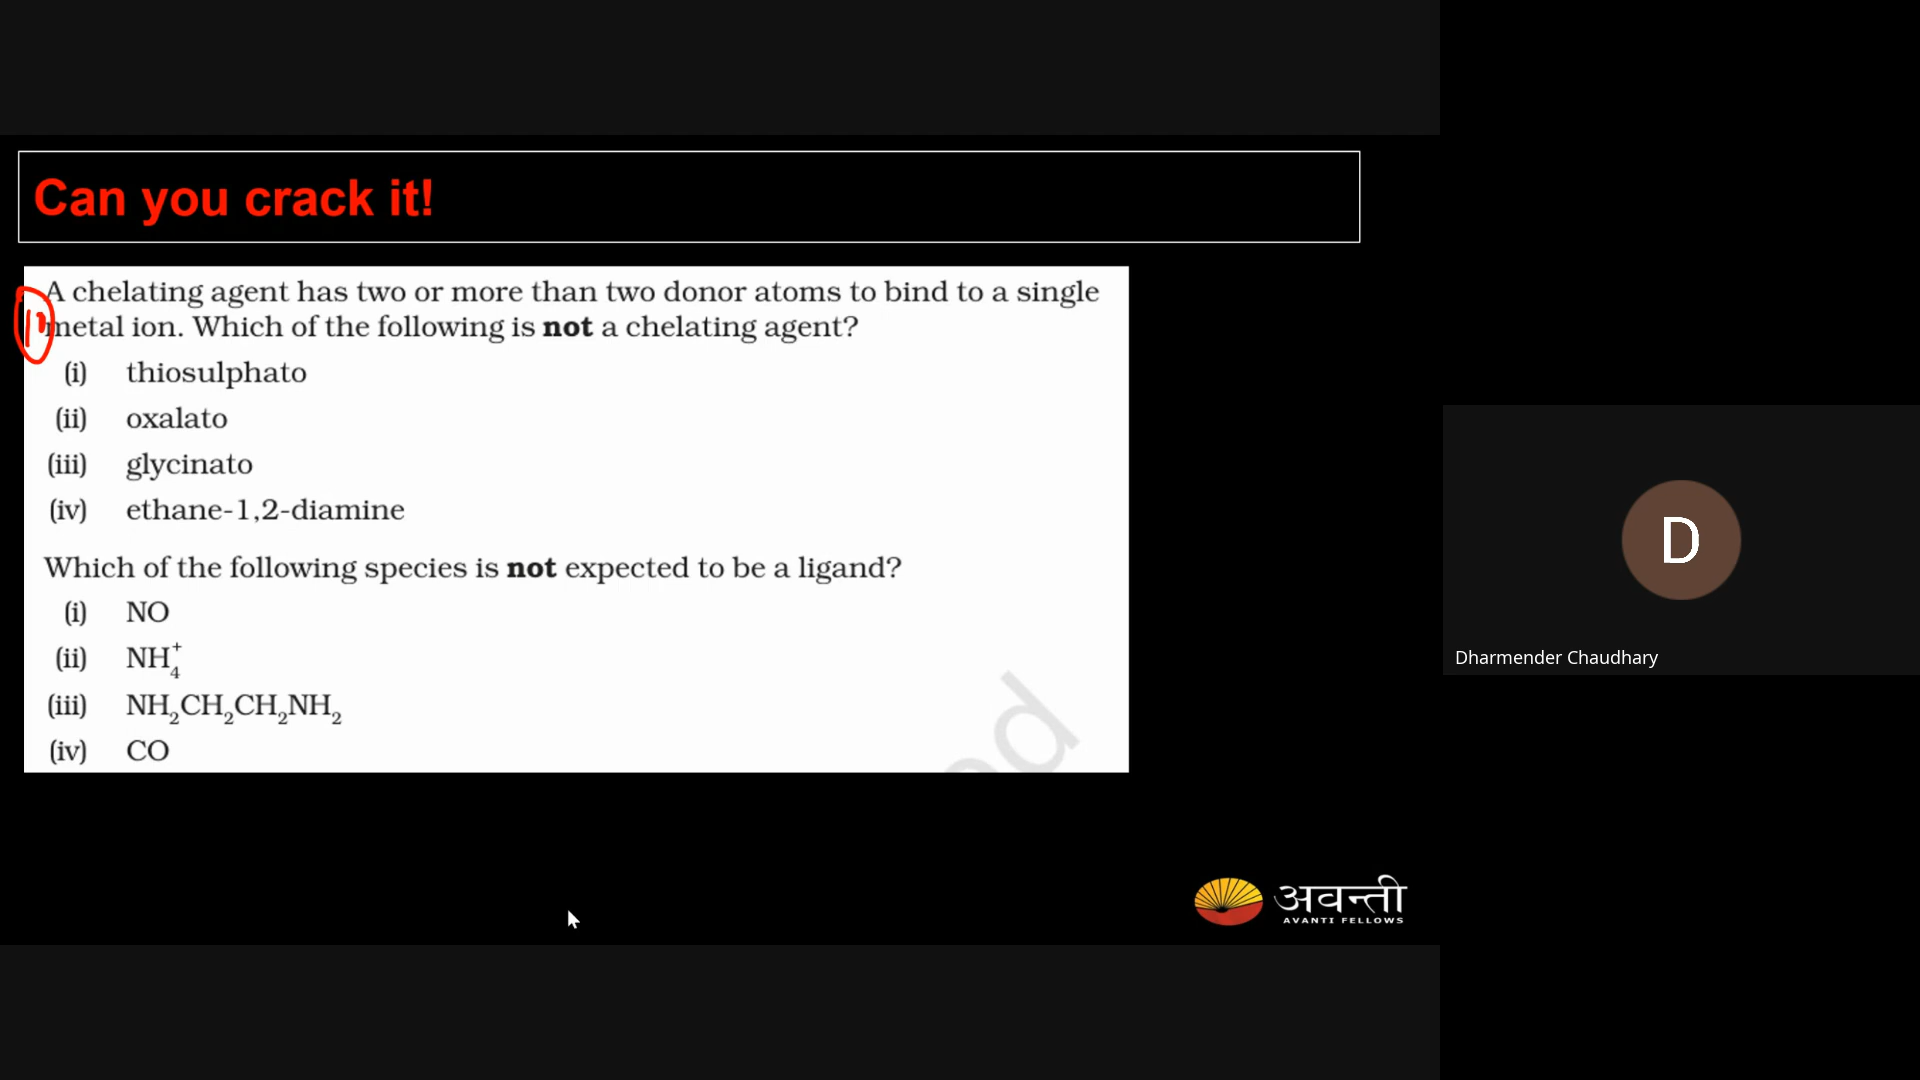 Can you crack it!
A chelating agent has two or more than two donor atoms to bind to a single
metal ion. Which of the following is not a chelating agent?
(i) thiosulphato
(ii) oxalato
(iii) glycinato
(iv) ethane-1,2-diamine
Which of the following species is not expected to be a ligand?
(i) NO
(ii) NH₄⁺
(iii) NH₂CH₂CH₂NH₂
(iv) CO
D
Dharmender Chaudhary
अवन्ती
AVANTI FELLOWS